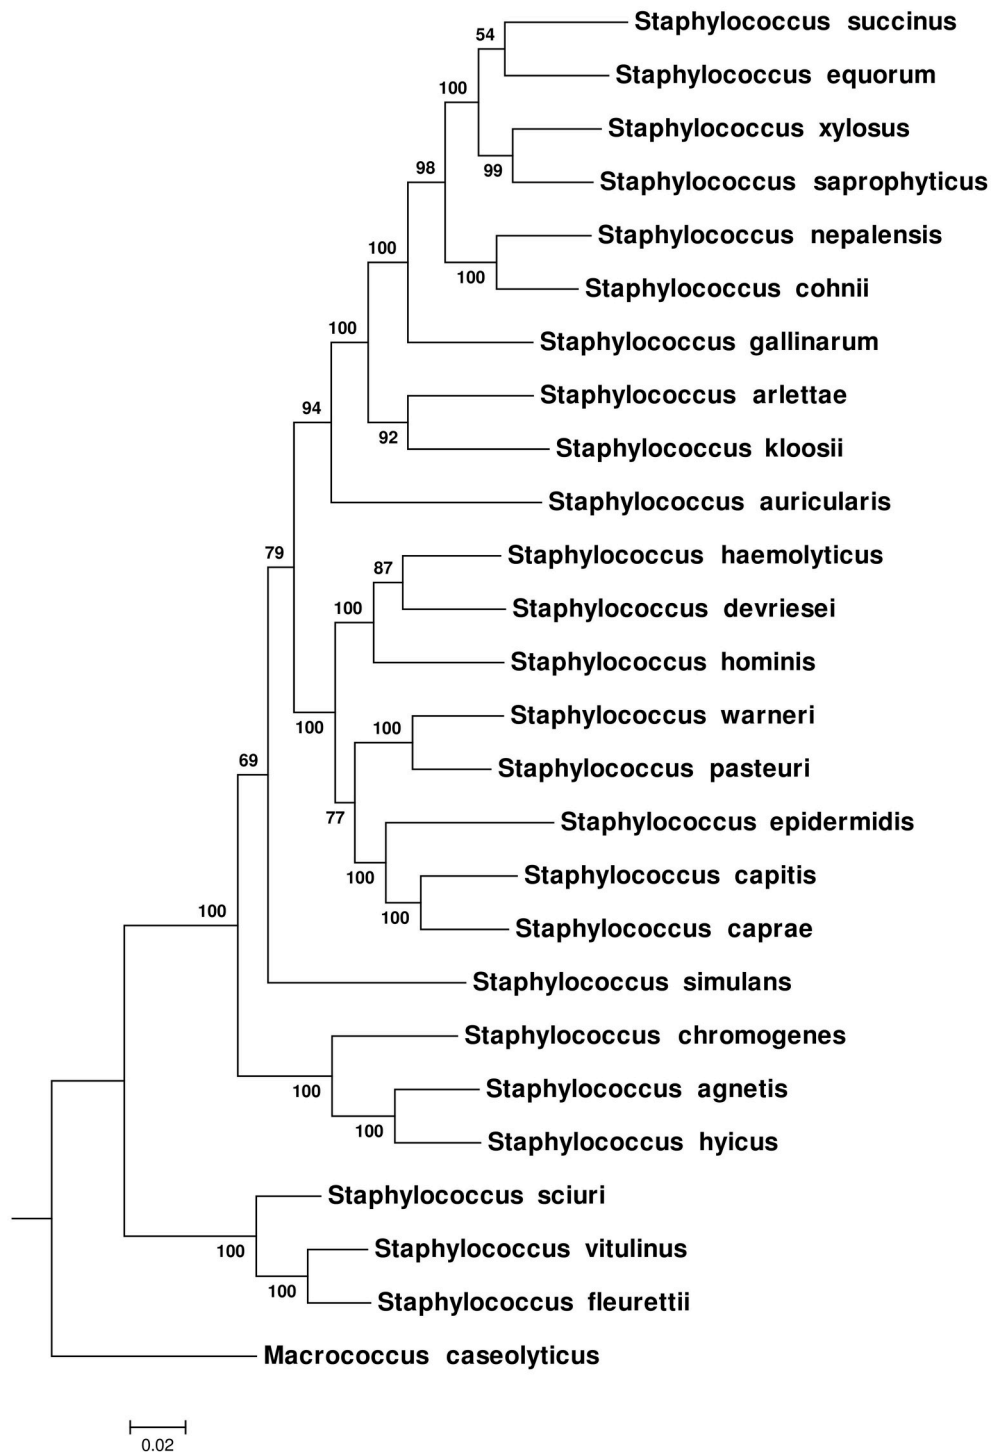 Staphylococcus succinus
54
Staphylococcus equorum
100
Staphylococcus xylosus
98
99
Staphylococcus saprophyticus
Staphylococcus nepalensis
100
100
Staphylococcus cohnii
100
Staphylococcus gallinarum
94
Staphylococcus arlettae
92
Staphylococcus kloosii
Staphylococcus auricularis
79
Staphylococcus haemolyticus
87
100
Staphylococcus devriesei
Staphylococcus hominis
100
Staphylococcus warneri
100
69
Staphylococcus pasteuri
77
Staphylococcus epidermidis
100
Staphylococcus capitis
100
100
Staphylococcus caprae
Staphylococcus simulans
Staphylococcus chromogenes
100
Staphylococcus agnetis
100
Staphylococcus hyicus
Staphylococcus sciuri
100
Staphylococcus vitulinus
100
Staphylococcus fleurettii
Macrococcus caseolyticus
0.02